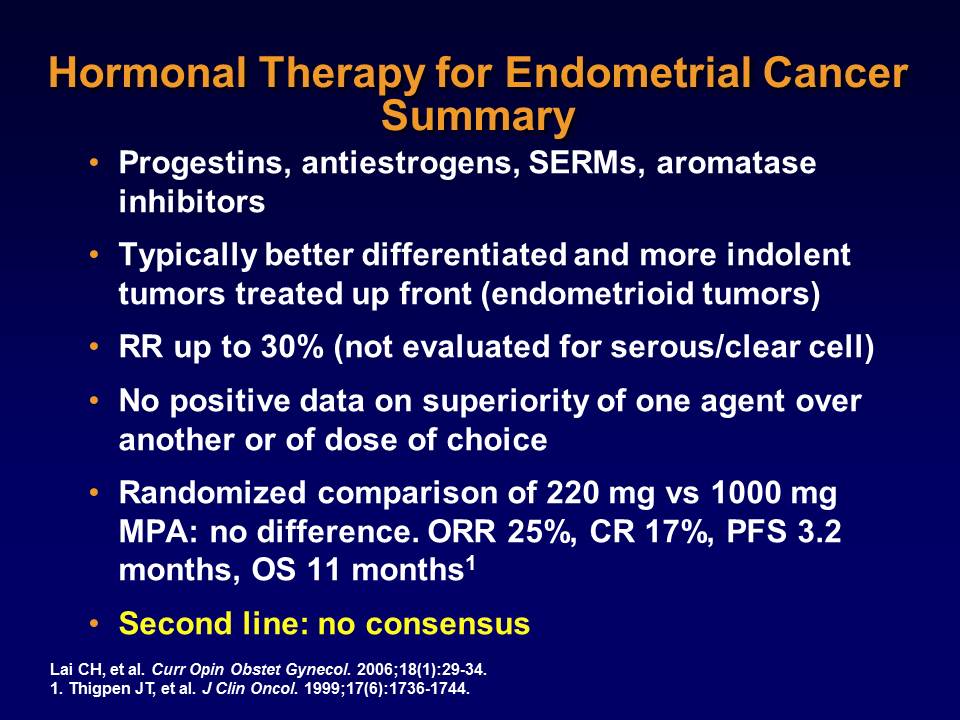 Hormonal Therapy for Endometrial Cancer
Summary
• Progestins, antiestrogens, SERMs, aromatase
inhibitors
• Typically better differentiated and more indolent
tumors treated up front (endometrioid tumors)
• RR up to 30% (not evaluated for serous/clear cell)
• No positive data on superiority of one agent over
another or of dose of choice
• Randomized comparison of 220 mg vs 1000 mg
MPA: no difference. ORR 25%, CR 17%, PFS 3.2
months, OS 11 months¹
• Second line: no consensus
Lai CH, et al. Curr Opin Obstet Gynecol. 2006;18(1):29-34.
1. Thigpen JT, et al. J Clin Oncol. 1999;17(6):1736-1744.